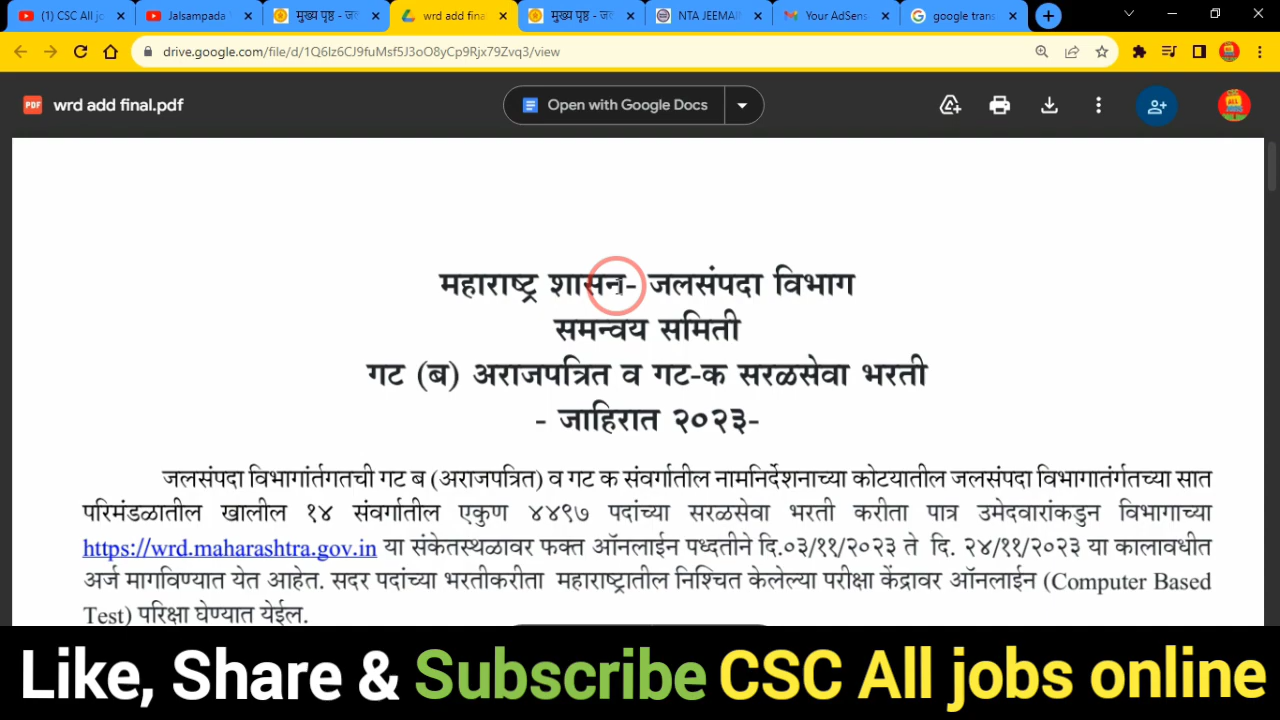 (1) CSC All jo
Jalsampada
मुख्य पृष्ठ - ज
wrd add fina
मुख्य पृष्ठ - ज
NTA JEEMAI
Your AdSens
google trans
drive.google.com/file/d/1Q6lz6CJ9fuMsf5J3oO8yCp9Rjx79Zvq3/view
PDF
wrd add final.pdf
Open with Google Docs
महाराष्ट्र शासन- जलसंपदा विभाग
समन्वय समिती
गट (ब) अराजपत्रित व गट-क सरळसेवा भरती
- जाहिरात २०२३-
जलसंपदा विभागांर्तगतची गट ब (अराजपत्रित) व गट क संवर्गातील नामनिर्देशनाच्या कोटयातील जलसंपदा विभागातंर्गतच्या सात
परिमंडळातील खालील १४ संवर्गातील एकुण ४४९७ पदांच्या सरळसेवा भरती करीता पात्र उमेदवारांकडुन विभागाच्या
https://wrd.maharashtra.gov.in या संकेतस्थळावर फक्त ऑनलाईन पध्दतीने दि.०३/११/२०२३ ते दि. २४/११/२०२३ या कालावधीत
अर्ज मागविण्यात येत आहेत. सदर पदांच्या भरतीकरीता महाराष्ट्रातील निश्चित केलेल्या परीक्षा केंद्रावर ऑनलाईन (Computer Based
Test) परिक्षा घेण्यात येईल.
Like, Share & Subscribe CSC All jobs online